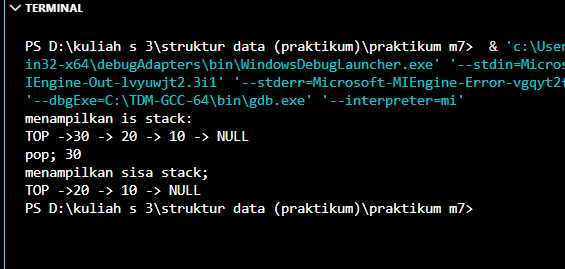 TERMINAL
PS D:\kuliah s 3\struktur data (praktikum)\praktikum m7>  & 'c:\User
in32-x64\debugAdapters\bin\WindowsDebugLauncher.exe' '--stdin=Micros
IEngine-Out-lvyuwjt2.3i1' '--stderr=Microsoft-MIEngine-Error-vgqyt2f
'--dbgExe=C:\TDM-GCC-64\bin\gdb.exe' '--interpreter=mi'
menampilkan is stack:
TOP ->30 -> 20 -> 10 -> NULL
pop; 30
menampilkan sisa stack;
TOP ->20 -> 10 -> NULL
PS D:\kuliah s 3\struktur data (praktikum)\praktikum m7>